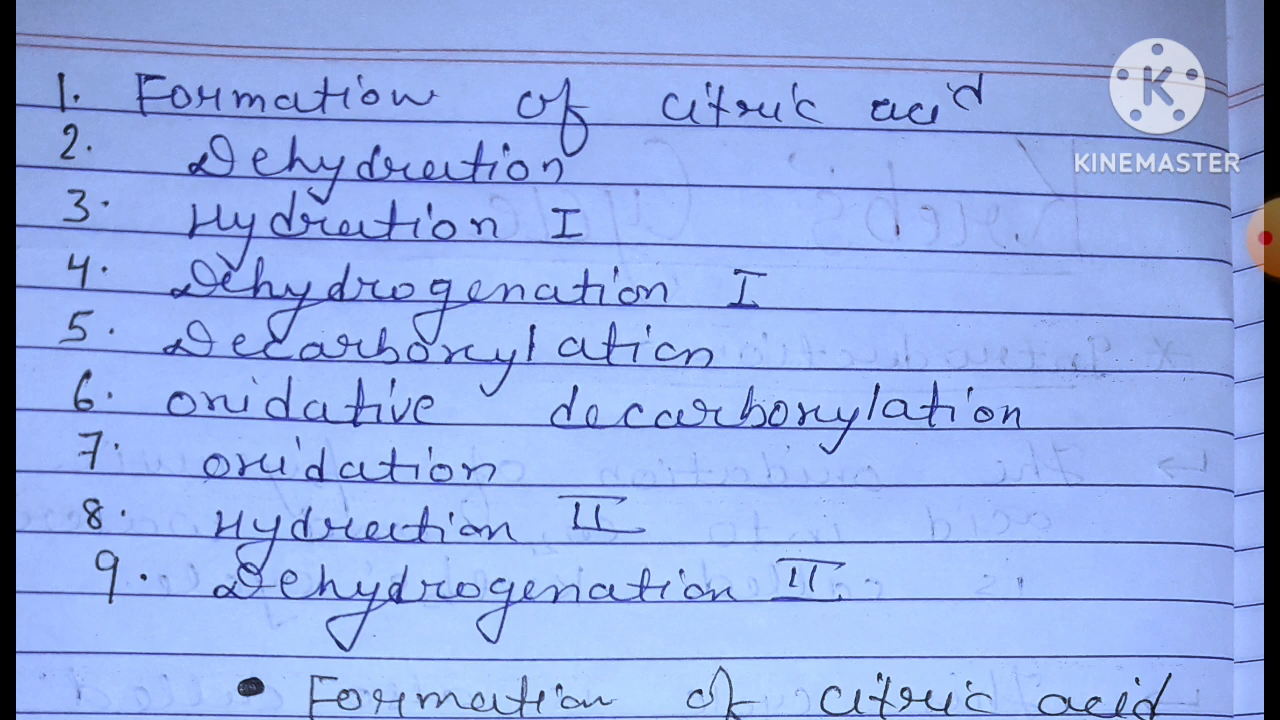 1. Formation of citric acid
2. Dehydration
3. Hydration I
4. Dehydrogenation I
5. Decarboxylation
6. oxidative decarboxylation
7. oxidation
8. Hydration II
9. Dehydrogenation II
• Formation of citric acid
K
KINEMASTER